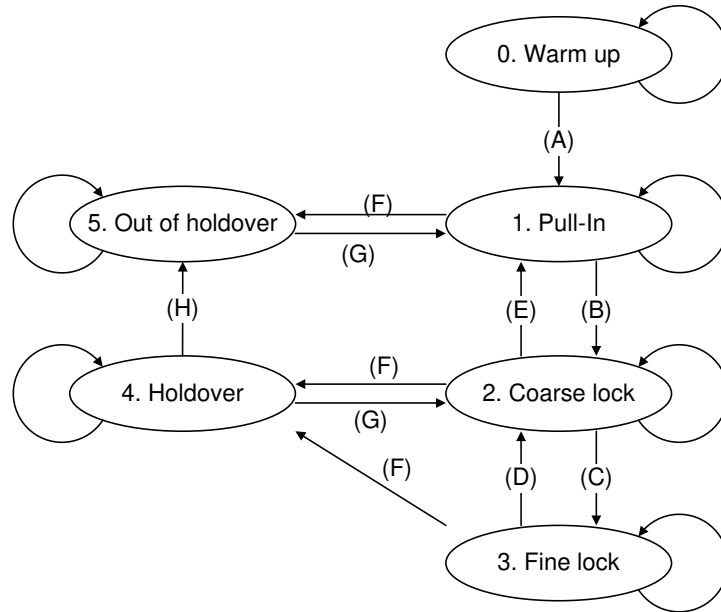 0. Warm up
(A)
5. Out of holdover
(F)
(G)
1. Pull-In
(H)
(E)
(B)
4. Holdover
(F)
(G)
2. Coarse lock
(F)
(D)
(C)
3. Fine lock